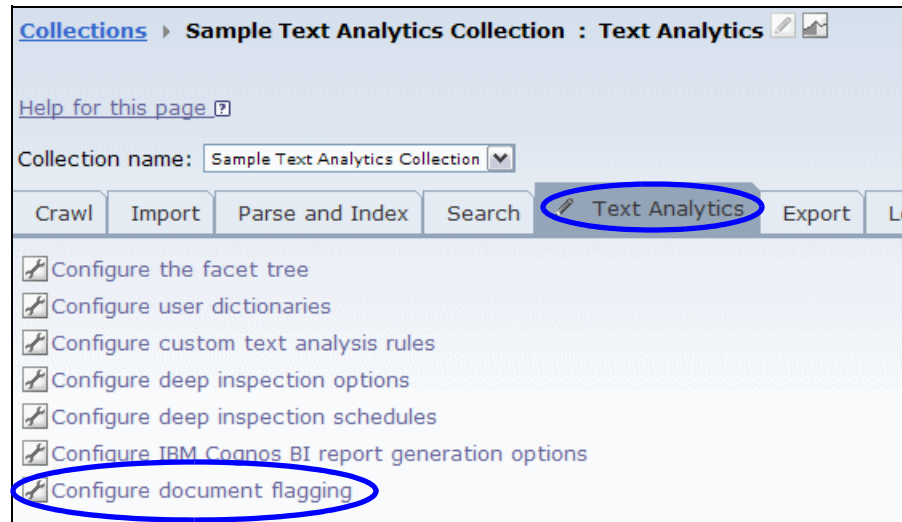 Collections Sample Text Analytics Collection : Text Analytics
Help for this page ?
Collection name: Sample Text Analytics Collection
Crawl Import Parse and Index Search Text Analytics Export L
Configure the facet tree
Configure user dictionaries
Configure custom text analysis rules
Configure deep inspection options
Configure deep inspection schedules
Configure IBM Cognos BI report generation options
Configure document flagging